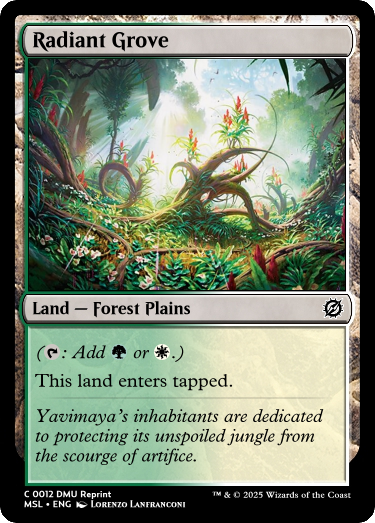 Radiant Grove
Land — Forest Plains
(: Add or .)
This land enters tapped.
Yavimaya's inhabitants are dedicated
to protecting its unspoiled jungle from
the scourge of artifice.
C 0012 DMU Reprint
MSL • ENG Lorenzo Lanfranconi
™ & © 2025 Wizards of the Coast